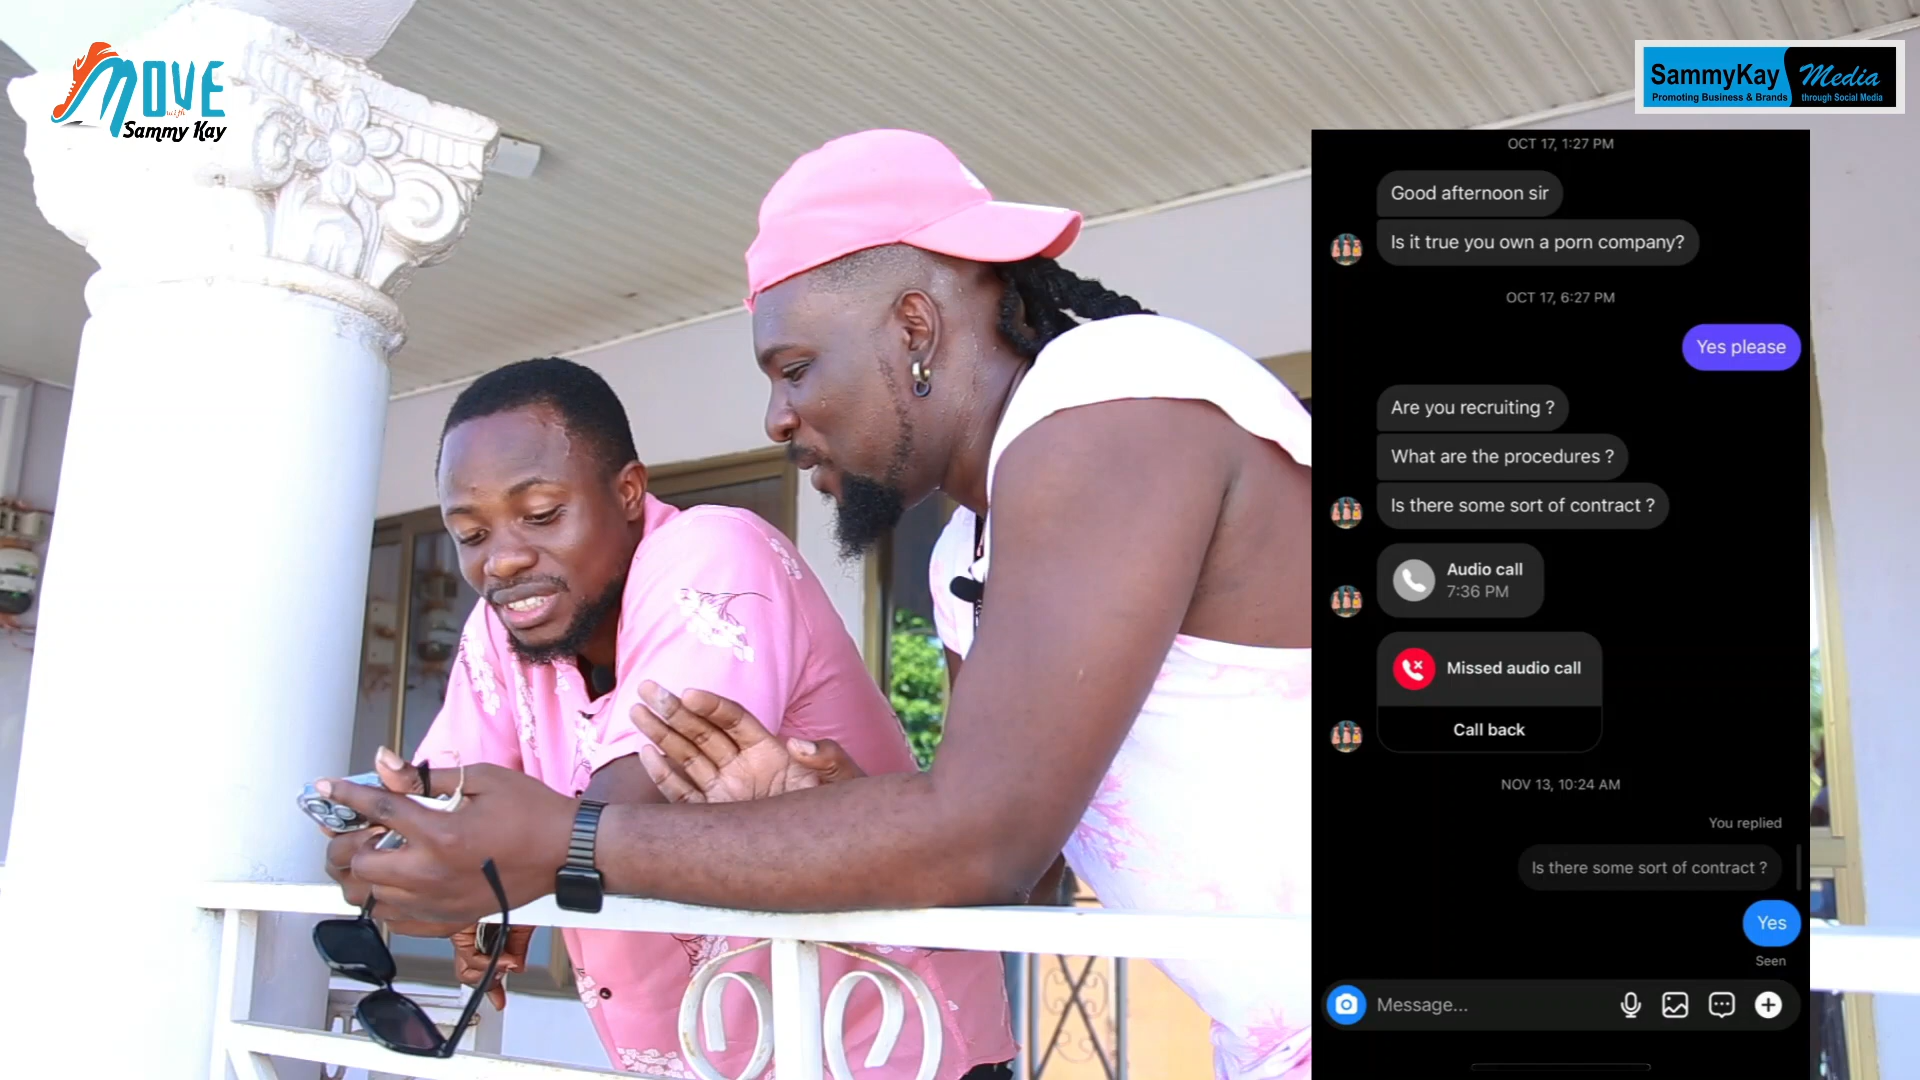 MOVE
with
Sammy Kay
SammyKay Media
Promoting Business & Brands through Social Media
OCT 17, 1:27 PM
Good afternoon sir
Is it true you own a porn company?
OCT 17, 6:27 PM
Yes please
Are you recruiting ?
What are the procedures ?
Is there some sort of contract ?
Audio call
7:36 PM
Missed audio call
Call back
NOV 13, 10:24 AM
You replied
Is there some sort of contract ?
Yes
Seen
Message...